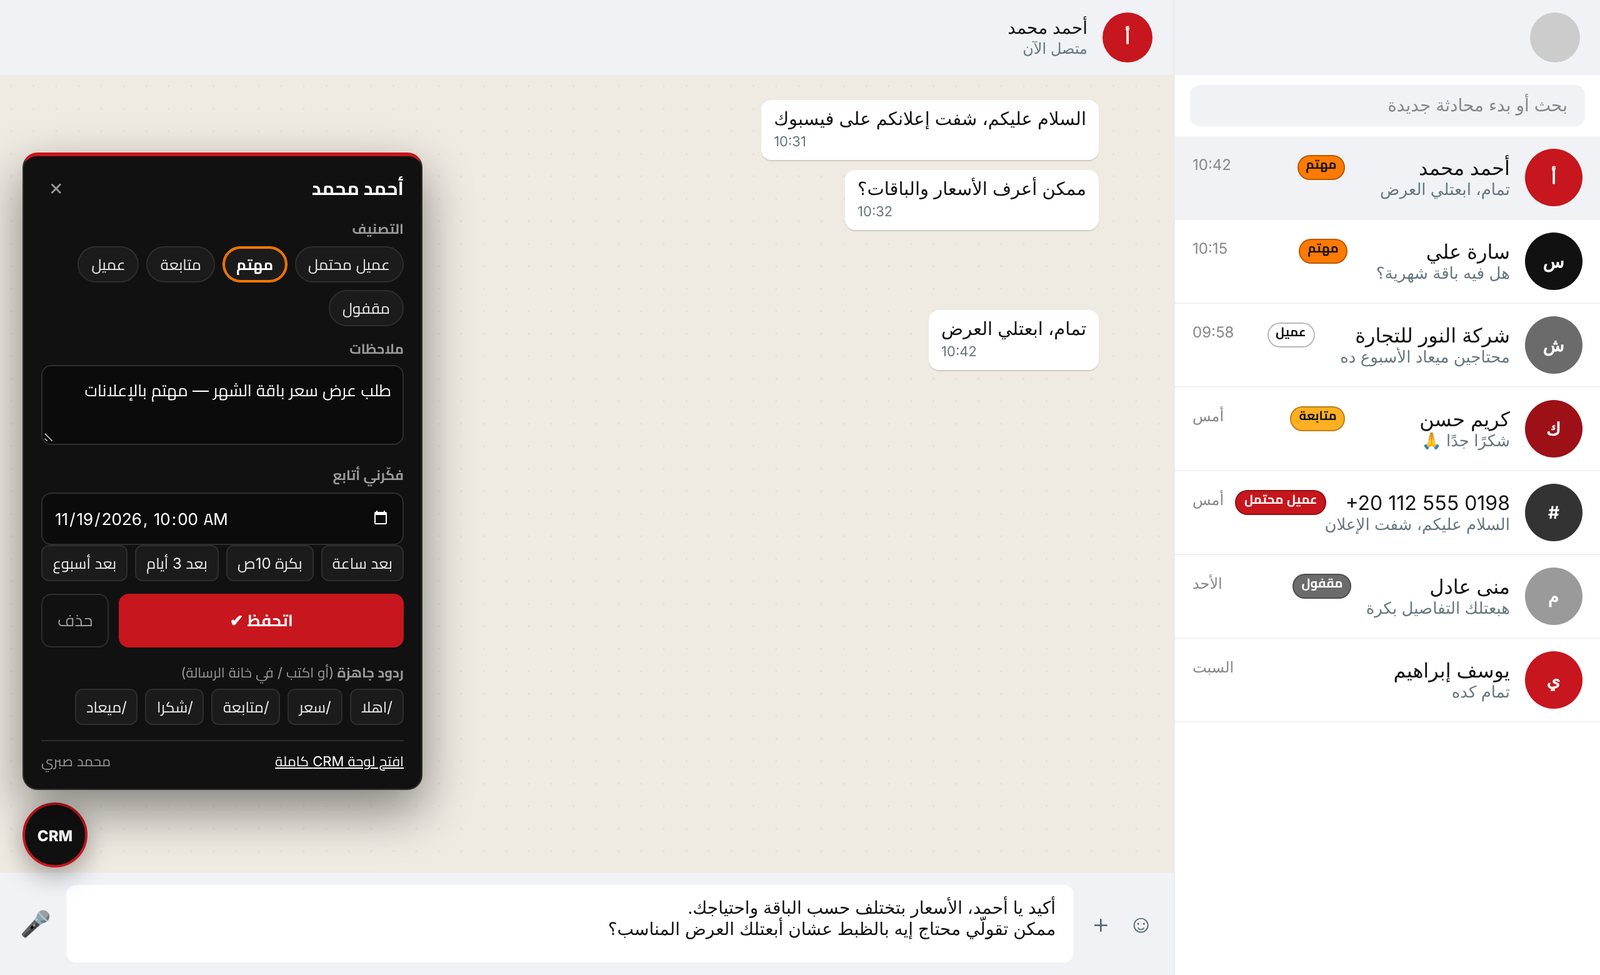 بحث أو بدء محادثة جديدة
أ
أحمد محمد
مهتم
10:42
تمام، ابعتلي العرض
س
سارة علي
مهتم
10:15
هل فيه باقة شهرية؟
ش
شركة النور للتجارة
عميل
09:58
محتاجين ميعاد الأسبوع ده
ك
كريم حسن
متابعة
أمس
شكرًا جدًا 🙏
#
+20 112 555 0198
عميل محتمل
أمس
السلام عليكم، شفت الإعلان
م
منى عادل
مقفول
الأحد
هبعتلك التفاصيل بكرة
ي
يوسف إبراهيم
السبت
تمام كده
أ
أحمد محمد
متصل الآن
السلام عليكم، شفت إعلانكم على فيسبوك
10:31
ممكن أعرف الأسعار والباقات؟
10:32
تمام، ابعتلي العرض
10:42
أحمد محمد
×
التصنيف
عميل محتمل
مهتم
متابعة
عميل
مقفول
ملاحظات
طلب عرض سعر باقة الشهر — مهتم بالإعلانات
فكّرني أتابع
11/19/2026, 10:00 AM
بعد ساعة
بكرة 10ص
بعد 3 أيام
بعد أسبوع
اتحفظ ✔
حذف
ردود جاهزة (أو اكتب / في خانة الرسالة)
/اهلا
/سعر
/متابعة
/شكرا
/ميعاد
افتح لوحة CRM كاملة
محمد صبري
CRM
أكيد يا أحمد، الأسعار بتختلف حسب الباقة واحتياجك.
ممكن تقولّي محتاج إيه بالظبط عشان أبعتلك العرض المناسب؟